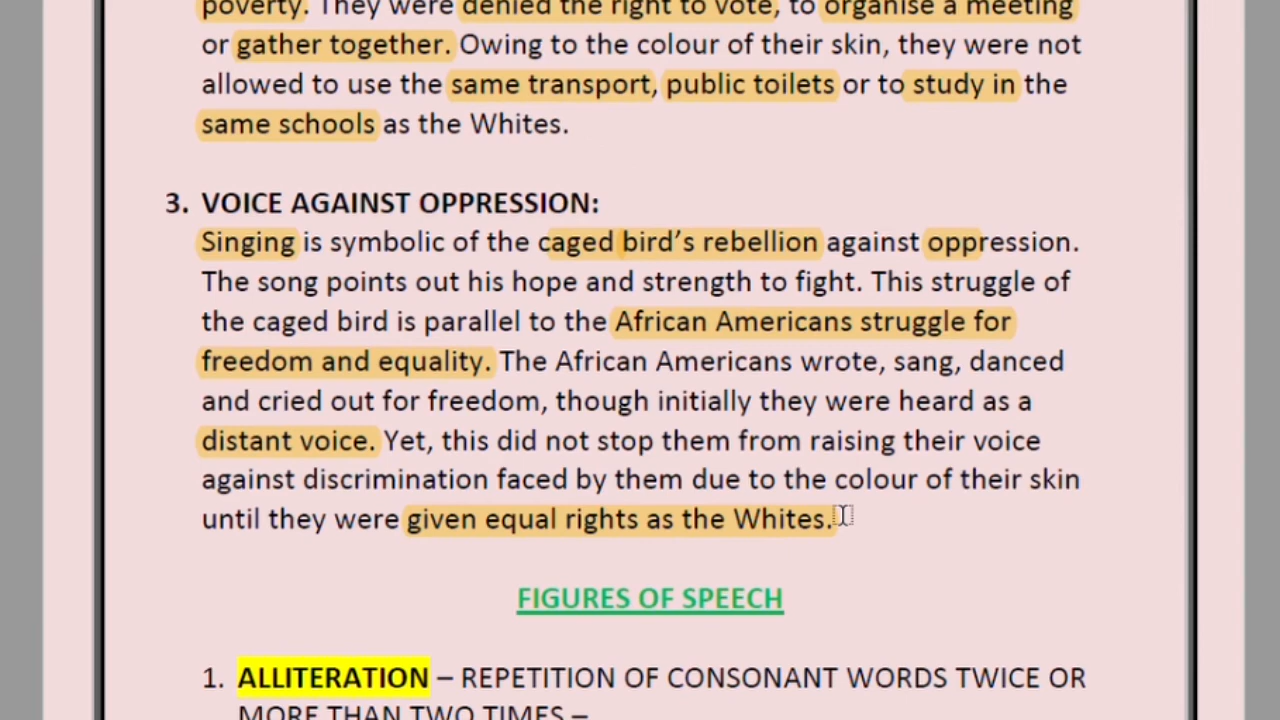 poverty. They were denied the right to vote, to organise a meeting
or gather together. Owing to the colour of their skin, they were not
allowed to use the same transport, public toilets or to study in the
same schools as the Whites.
3. VOICE AGAINST OPPRESSION:
Singing is symbolic of the caged bird’s rebellion against oppression.
The song points out his hope and strength to fight. This struggle of
the caged bird is parallel to the African Americans struggle for
freedom and equality. The African Americans wrote, sang, danced
and cried out for freedom, though initially they were heard as a
distant voice. Yet, this did not stop them from raising their voice
against discrimination faced by them due to the colour of their skin
until they were given equal rights as the Whites.
FIGURES OF SPEECH
1. ALLITERATION – REPETITION OF CONSONANT WORDS TWICE OR
MORE THAN TWO TIMES –